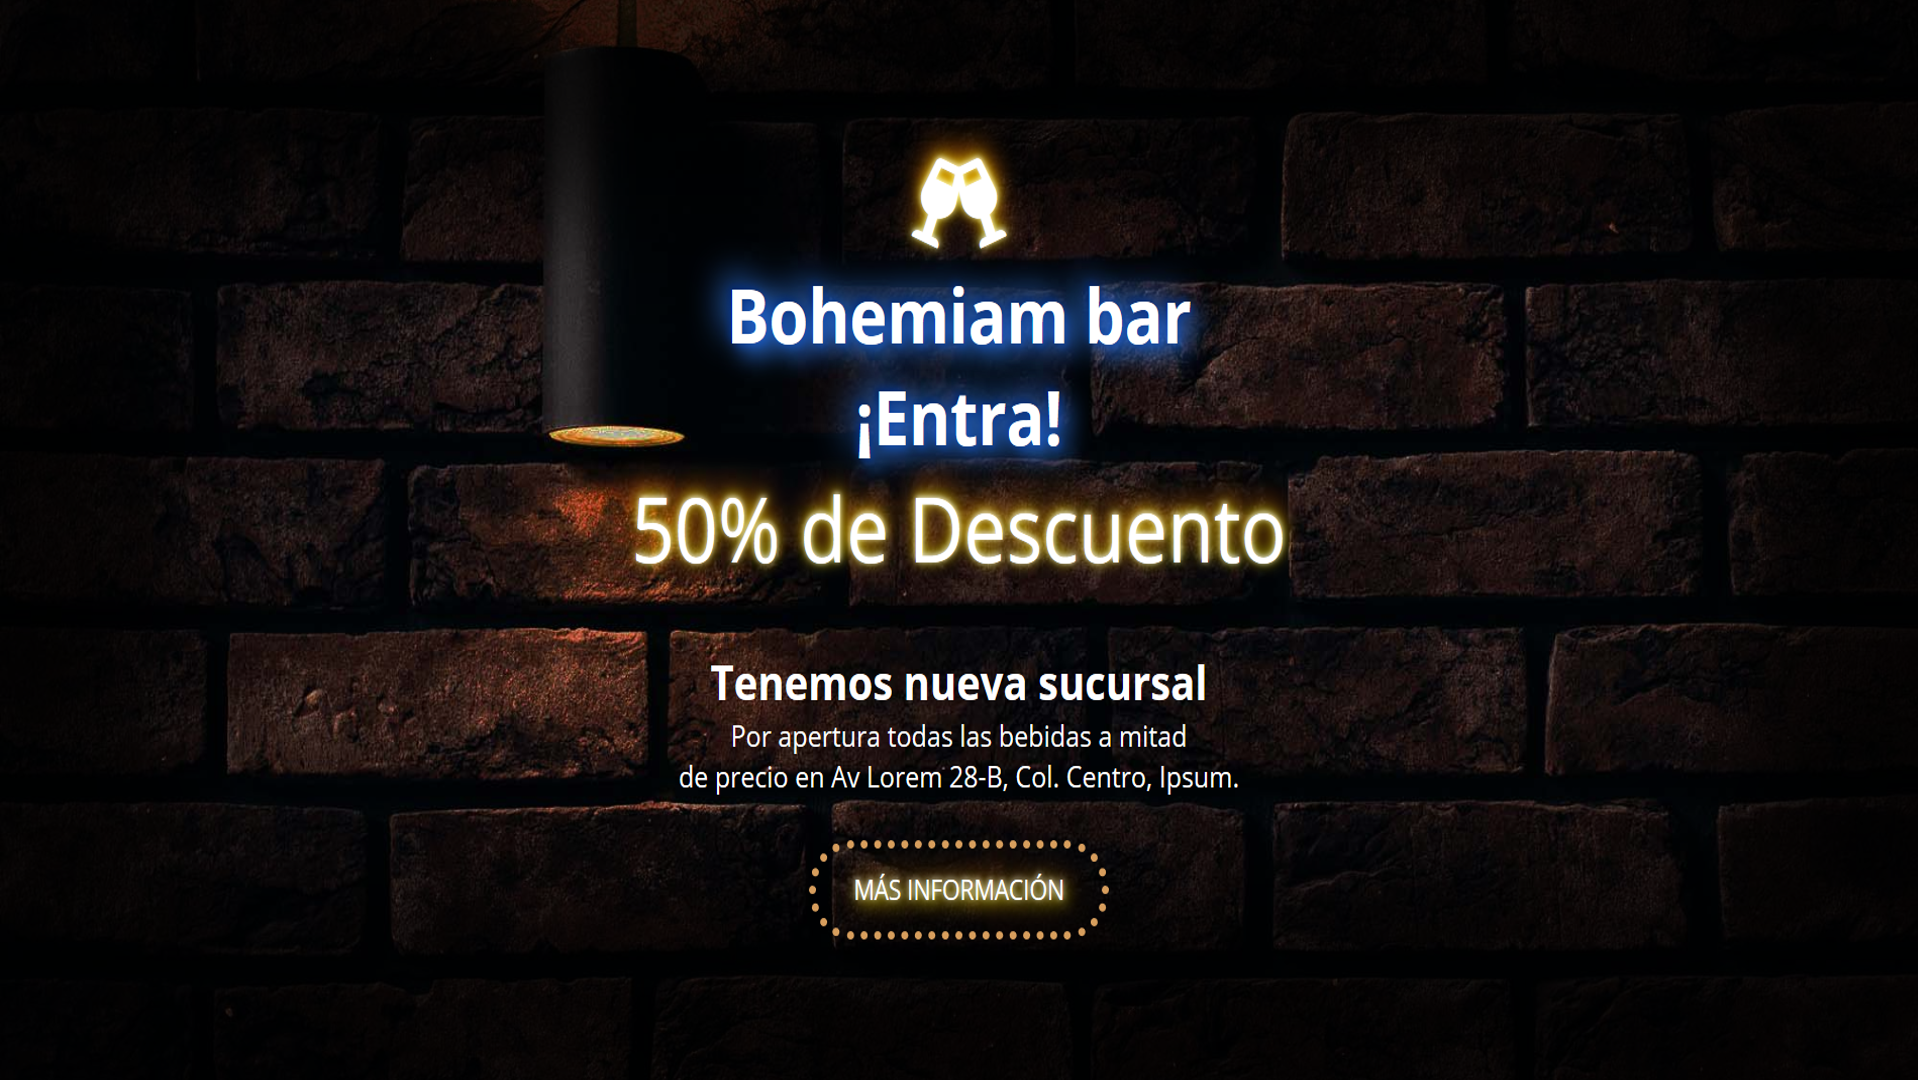 Bohemiam bar
¡Entra!
50% de Descuento
Tenemos nueva sucursal
Por apertura todas las bebidas a mitad
de precio en Av Lorem 28-B, Col. Centro, Ipsum.
MÁS INFORMACIÓN